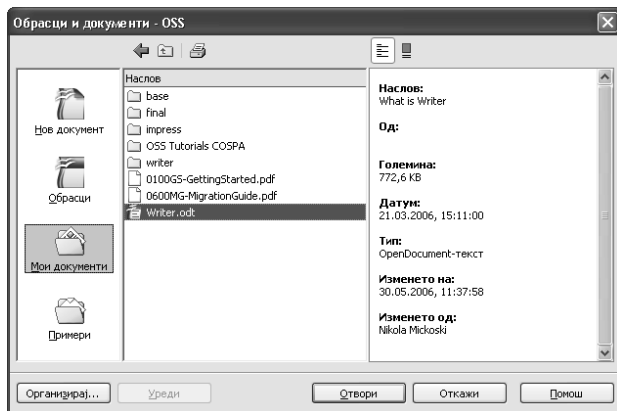 Обрасци и документи - OSS
Нов документ
Обрасци
Мои документи
Примери
Наслов
base
final
impress
OSS Tutorials COSPA
writer
0100GS-GettingStarted.pdf
0600MG-MigrationGuide.pdf
Writer.odt
Наслов:
What is Writer
Од:
Големина:
772,6 KB
Датум:
21.03.2006, 15:11:00
Тип:
OpenDocument-текст
Изменето на:
30.05.2006, 11:37:58
Изменето од:
Nikola Mickoski
Организирај...
Уреди
Отвори
Откажи
Помош